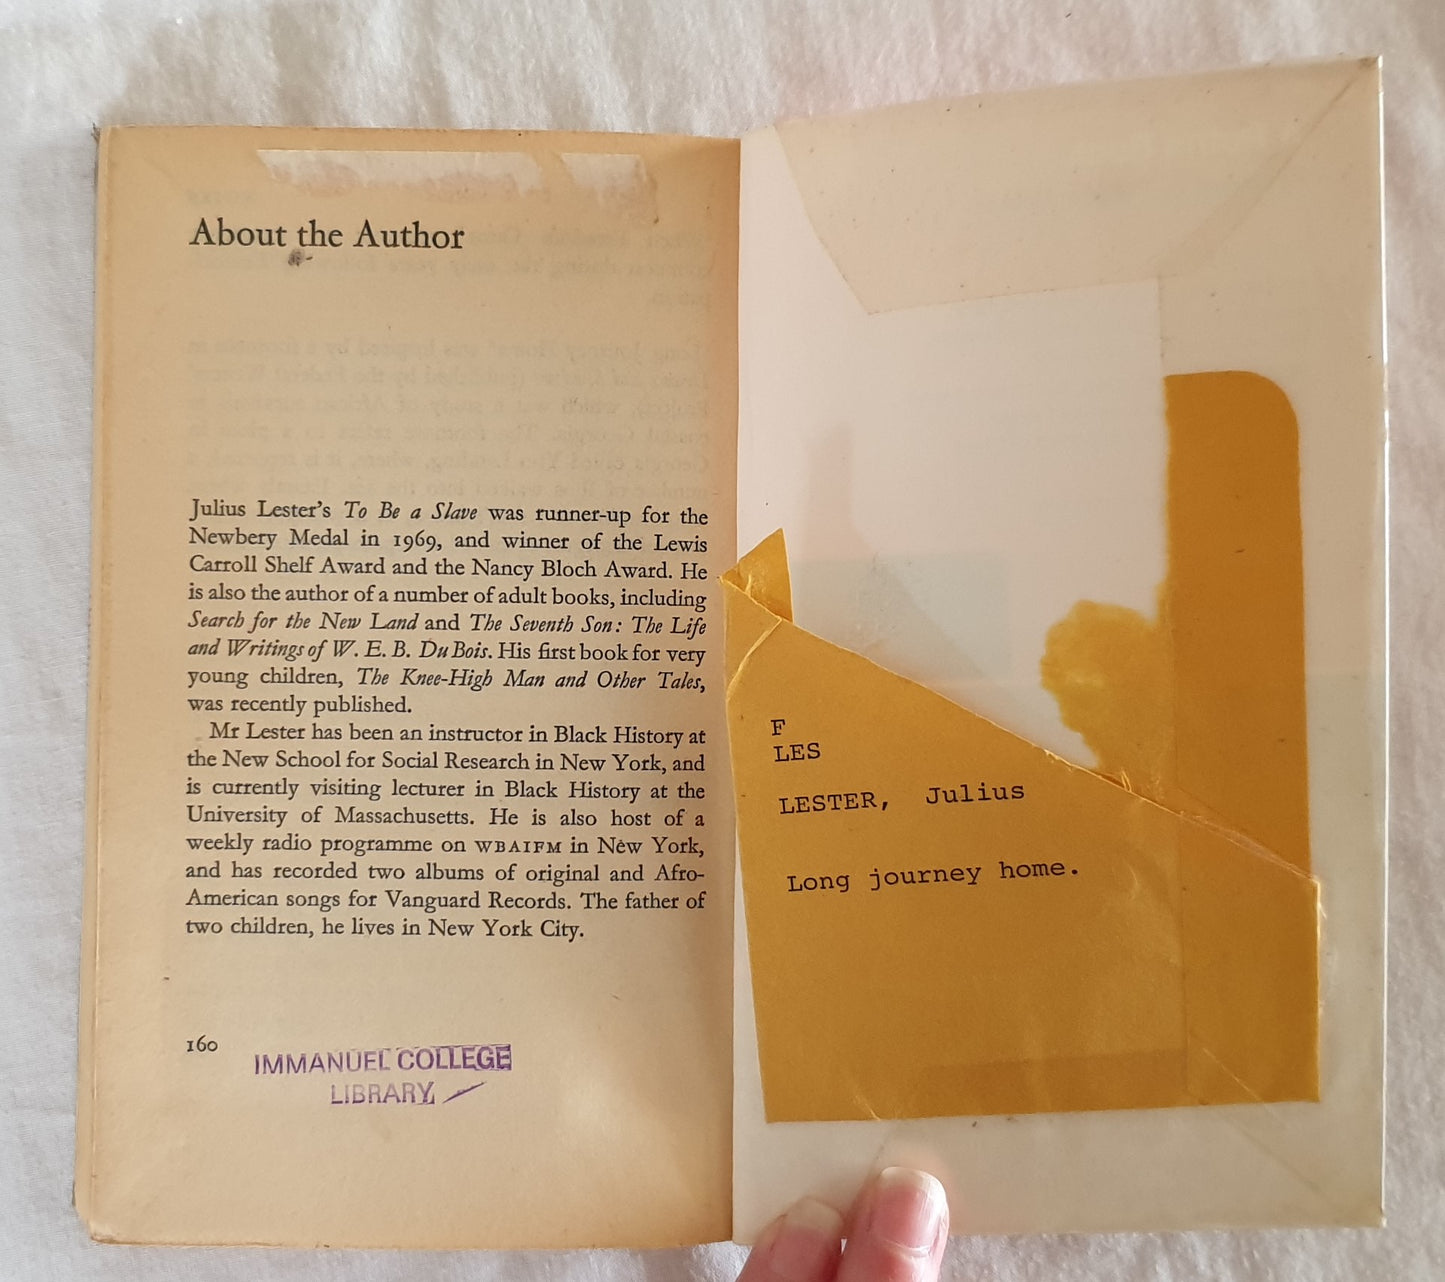 About the Author
Julius Lester's To Be a Slave was runner-up for the
Newbery Medal in 1969, and winner of the Lewis
Carroll Shelf Award and the Nancy Bloch Award. He
is also the author of a number of adult books, including
Search for the New Land and The Seventh Son: The Life
and Writings of W. E. B. Du Bois. His first book for very
young children, The Knee-High Man and Other Tales,
was recently published.
Mr Lester has been an instructor in Black History at
the New School for Social Research in New York, and
is currently visiting lecturer in Black History at the
University of Massachusetts. He is also host of a
weekly radio programme on WBAIFM in New York,
and has recorded two albums of original and Afro-
American songs for Vanguard Records. The father of
two children, he lives in New York City.
160
IMMANUEL COLLEGE
LIBRARY
F
LES
LESTER, Julius
Long journey home.